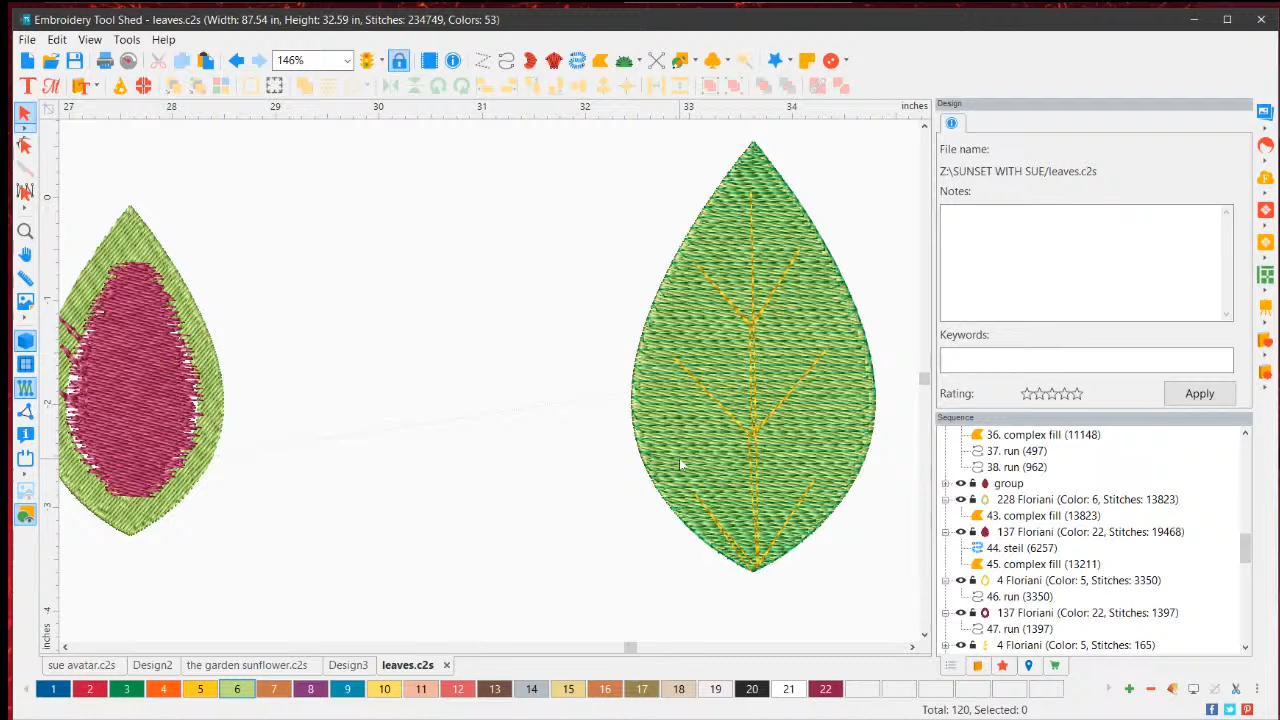 Embroidery Tool Shed - leaves.c2s (Width: 87.54 in, Height: 32.59 in, Stitches: 234749, Colors: 53)
File Edit View Tools Help
146%
27 28 29 30 31 32 33 34 inches
0
-1
-2
-3
-4
inches
Design
File name:
Z:\SUNSET WITH SUE/leaves.c2s
Notes:
Keywords:
Rating:
Apply
Sequence
36. complex fill (11148)
37. run (497)
38. run (962)
group
228 Floriani (Color: 6, Stitches: 13823)
43. complex fill (13823)
137 Floriani (Color: 22, Stitches: 19468)
44. steil (6257)
45. complex fill (13211)
4 Floriani (Color: 5, Stitches: 3350)
46. run (3350)
137 Floriani (Color: 22, Stitches: 1397)
47. run (1397)
4 Floriani (Color: 5, Stitches: 165)
sue avatar.c2s Design2 the garden sunflower.c2s Design3 leaves.c2s
1 2 3 4 5 6 7 8 9 10 11 12 13 14 15 16 17 18 19 20 21 22
Total: 120, Selected: 0